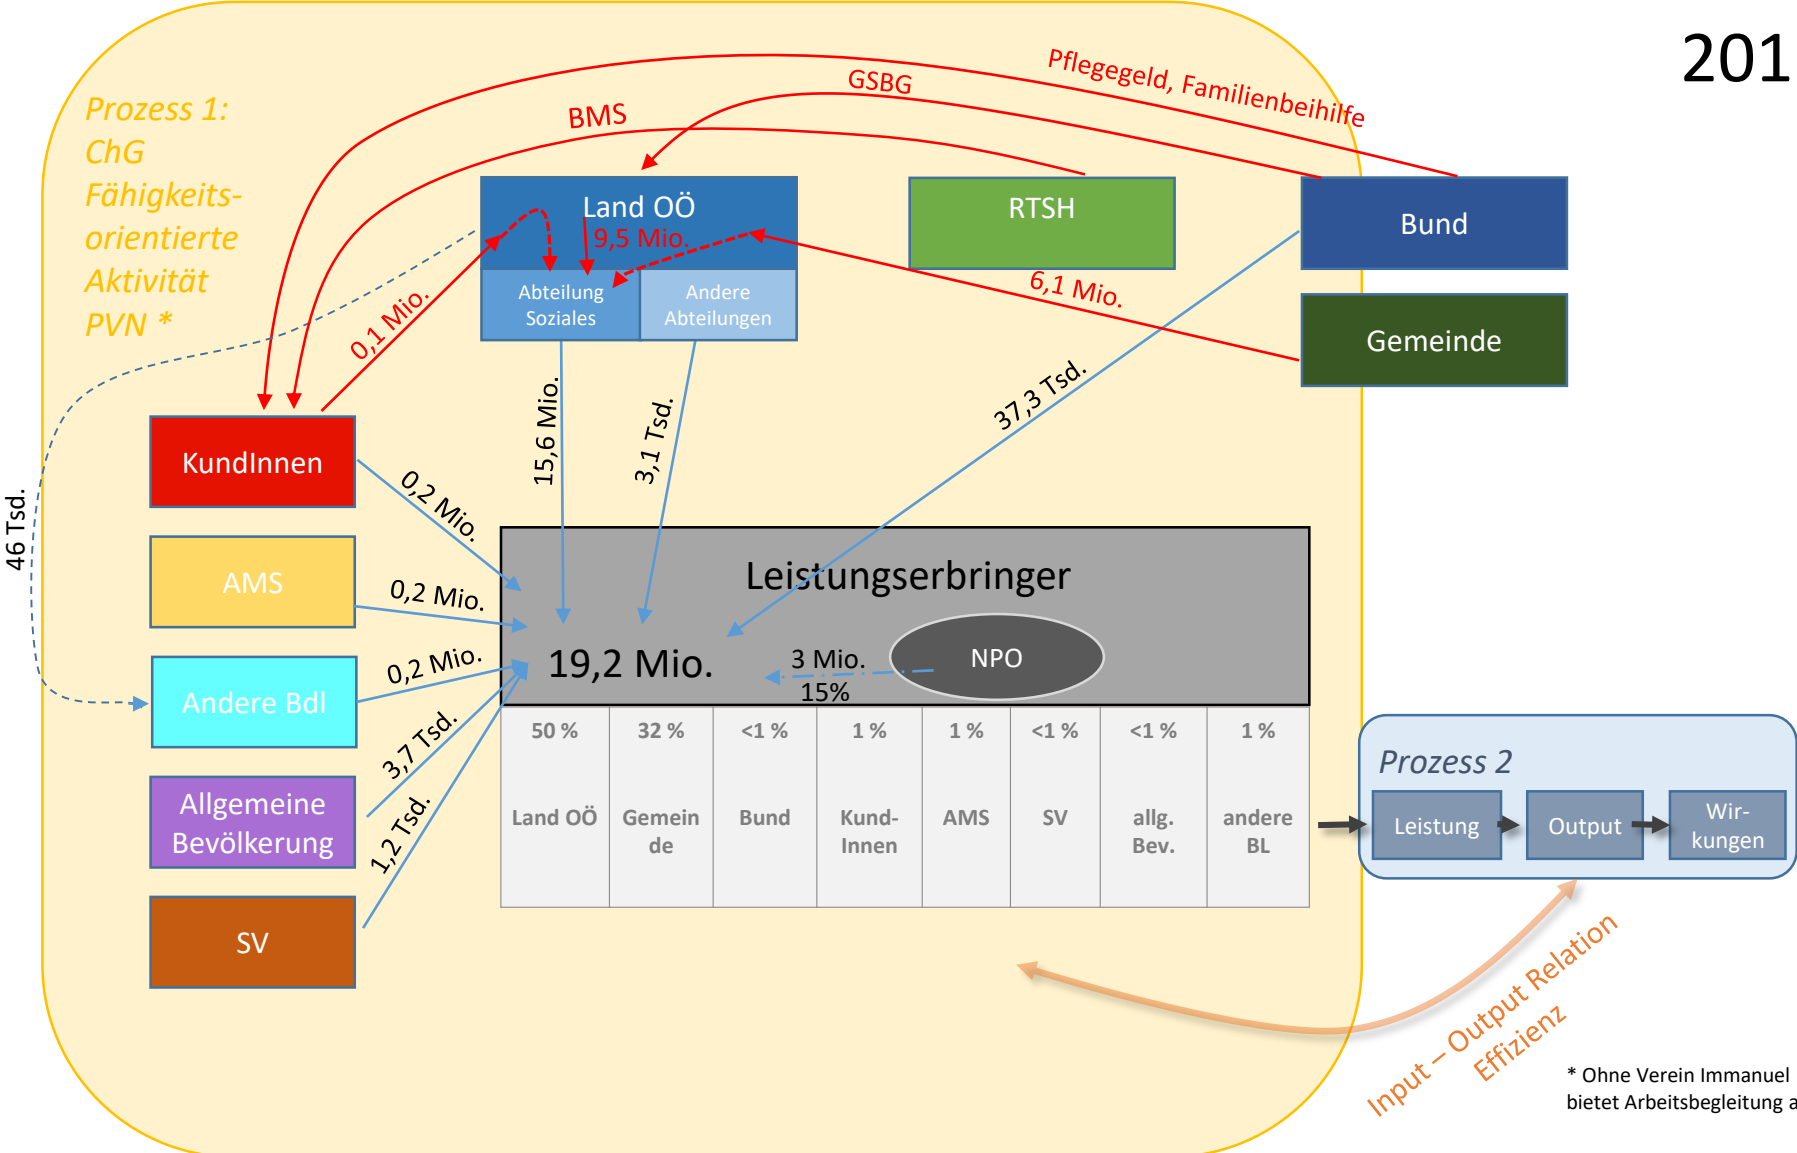 201
Pflegegeld, Familienbeihilfe
GSBG
BMS
Prozess 1:
ChG
Fähigkeits-
orientierte
Aktivität
PVN *
Land OÖ
9,5 Mio.
RTSH
Bund
Abteilung
Soziales
Andere
Abteilungen
6,1 Mio.
0,1 Mio.
Gemeinde
37,3 Tsd.
15,6 Mio.
3,1 Tsd.
KundInnen
0,2 Mio.
46 Tsd.
AMS
0,2 Mio.
Leistungserbringer
19,2 Mio.
3 Mio.
15%
NPO
Andere Bdl
0,2 Mio.
3,7 Tsd.
Allgemeine
Bevölkerung
1,2 Tsd.
SV
50 % 32 % <1 % 1 % 1 % <1 % <1 % 1 %
Land OÖ Gemein Bund Kund- AMS SV allg. andere
de Innen Bev. BL
Prozess 2
Leistung
Output
Wir-
kungen
Input – Output Relation
Effizienz
* Ohne Verein Immanuel
bietet Arbeitsbegleitung a